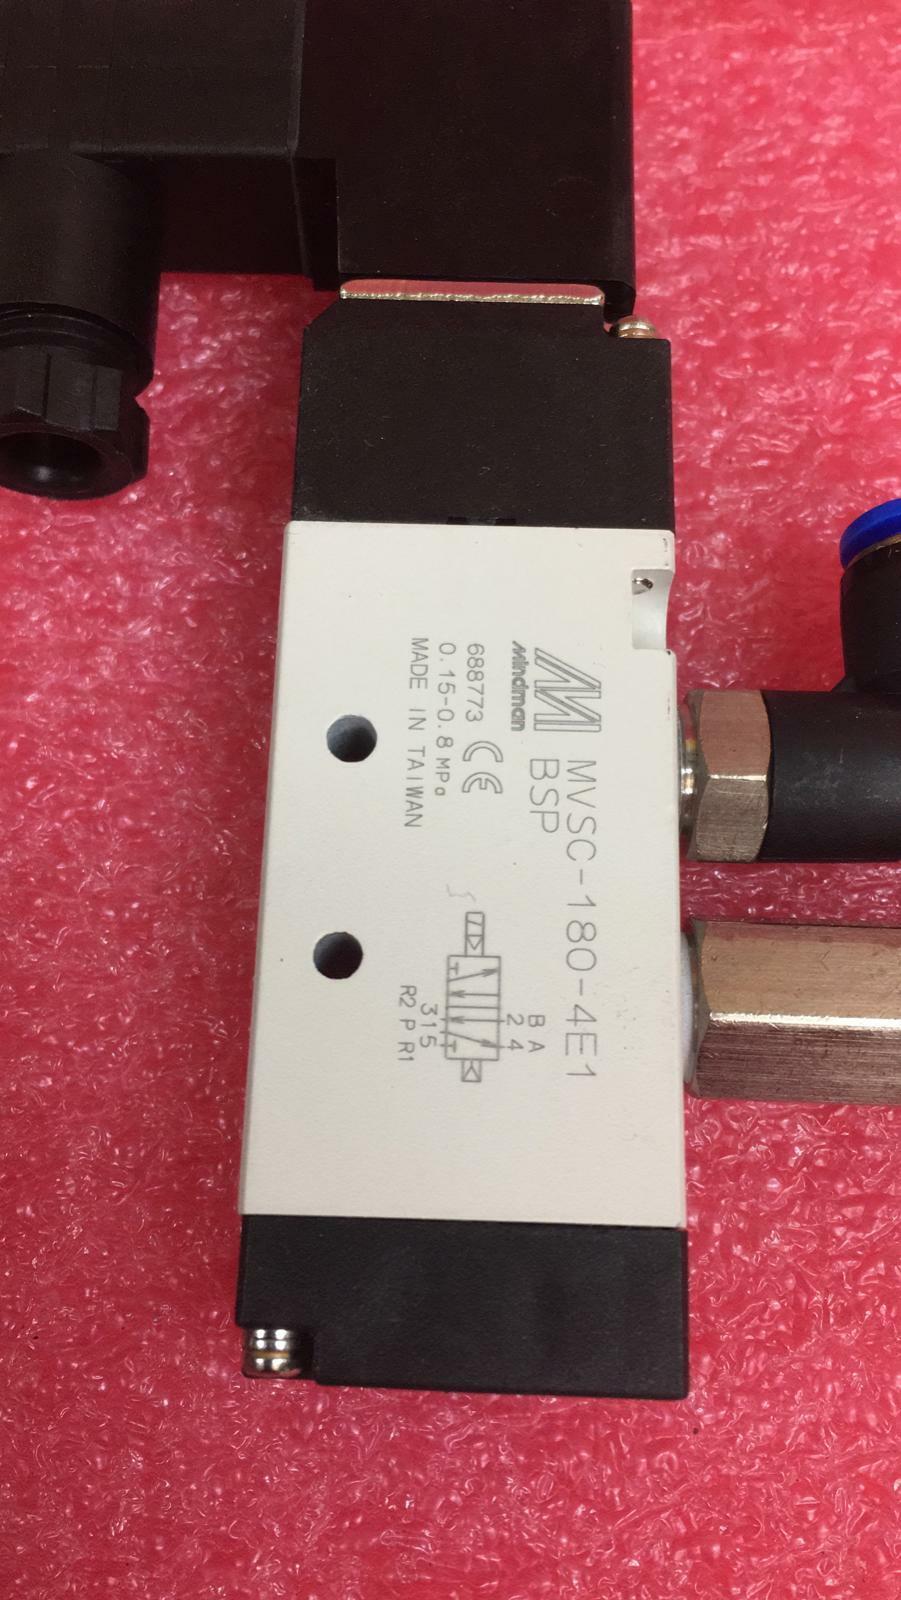 MVSC-180-4E1
Mindman BSP
688773 CE
0.15-0.8 MPa
MADE IN TAIWAN
B A
2 4
3 1 5
R2 P R1